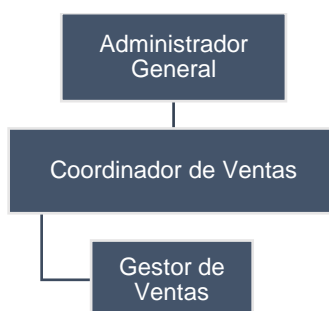 Administrador
General
Coordinador de Ventas
Gestor de
Ventas